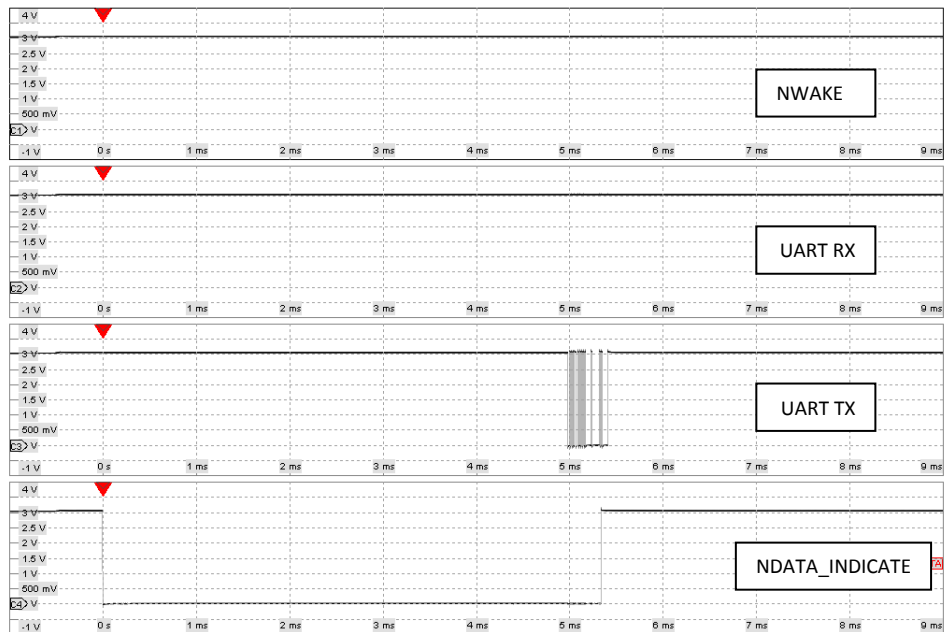 4 V
3 V
2.5 V
2 V
1.5 V
NWAKE
1 V
500 mV
C1 V
-1 V 0 s 1 ms 2 ms 3 ms 4 ms 5 ms 6 ms 7 ms 8 ms 9 ms
4 V
3 V
2.5 V
2 V
1.5 V
UART RX
1 V
500 mV
C2 V
-1 V 0 s 1 ms 2 ms 3 ms 4 ms 5 ms 6 ms 7 ms 8 ms 9 ms
4 V
3 V
2.5 V
2 V
1.5 V
UART TX
1 V
500 mV
C3 V
-1 V 0 s 1 ms 2 ms 3 ms 4 ms 5 ms 6 ms 7 ms 8 ms 9 ms
4 V
3 V
2.5 V
2 V
1.5 V
NDATA_INDICATE TA
1 V
500 mV
C4 V
-1 V 0 s 1 ms 2 ms 3 ms 4 ms 5 ms 6 ms 7 ms 8 ms 9 ms